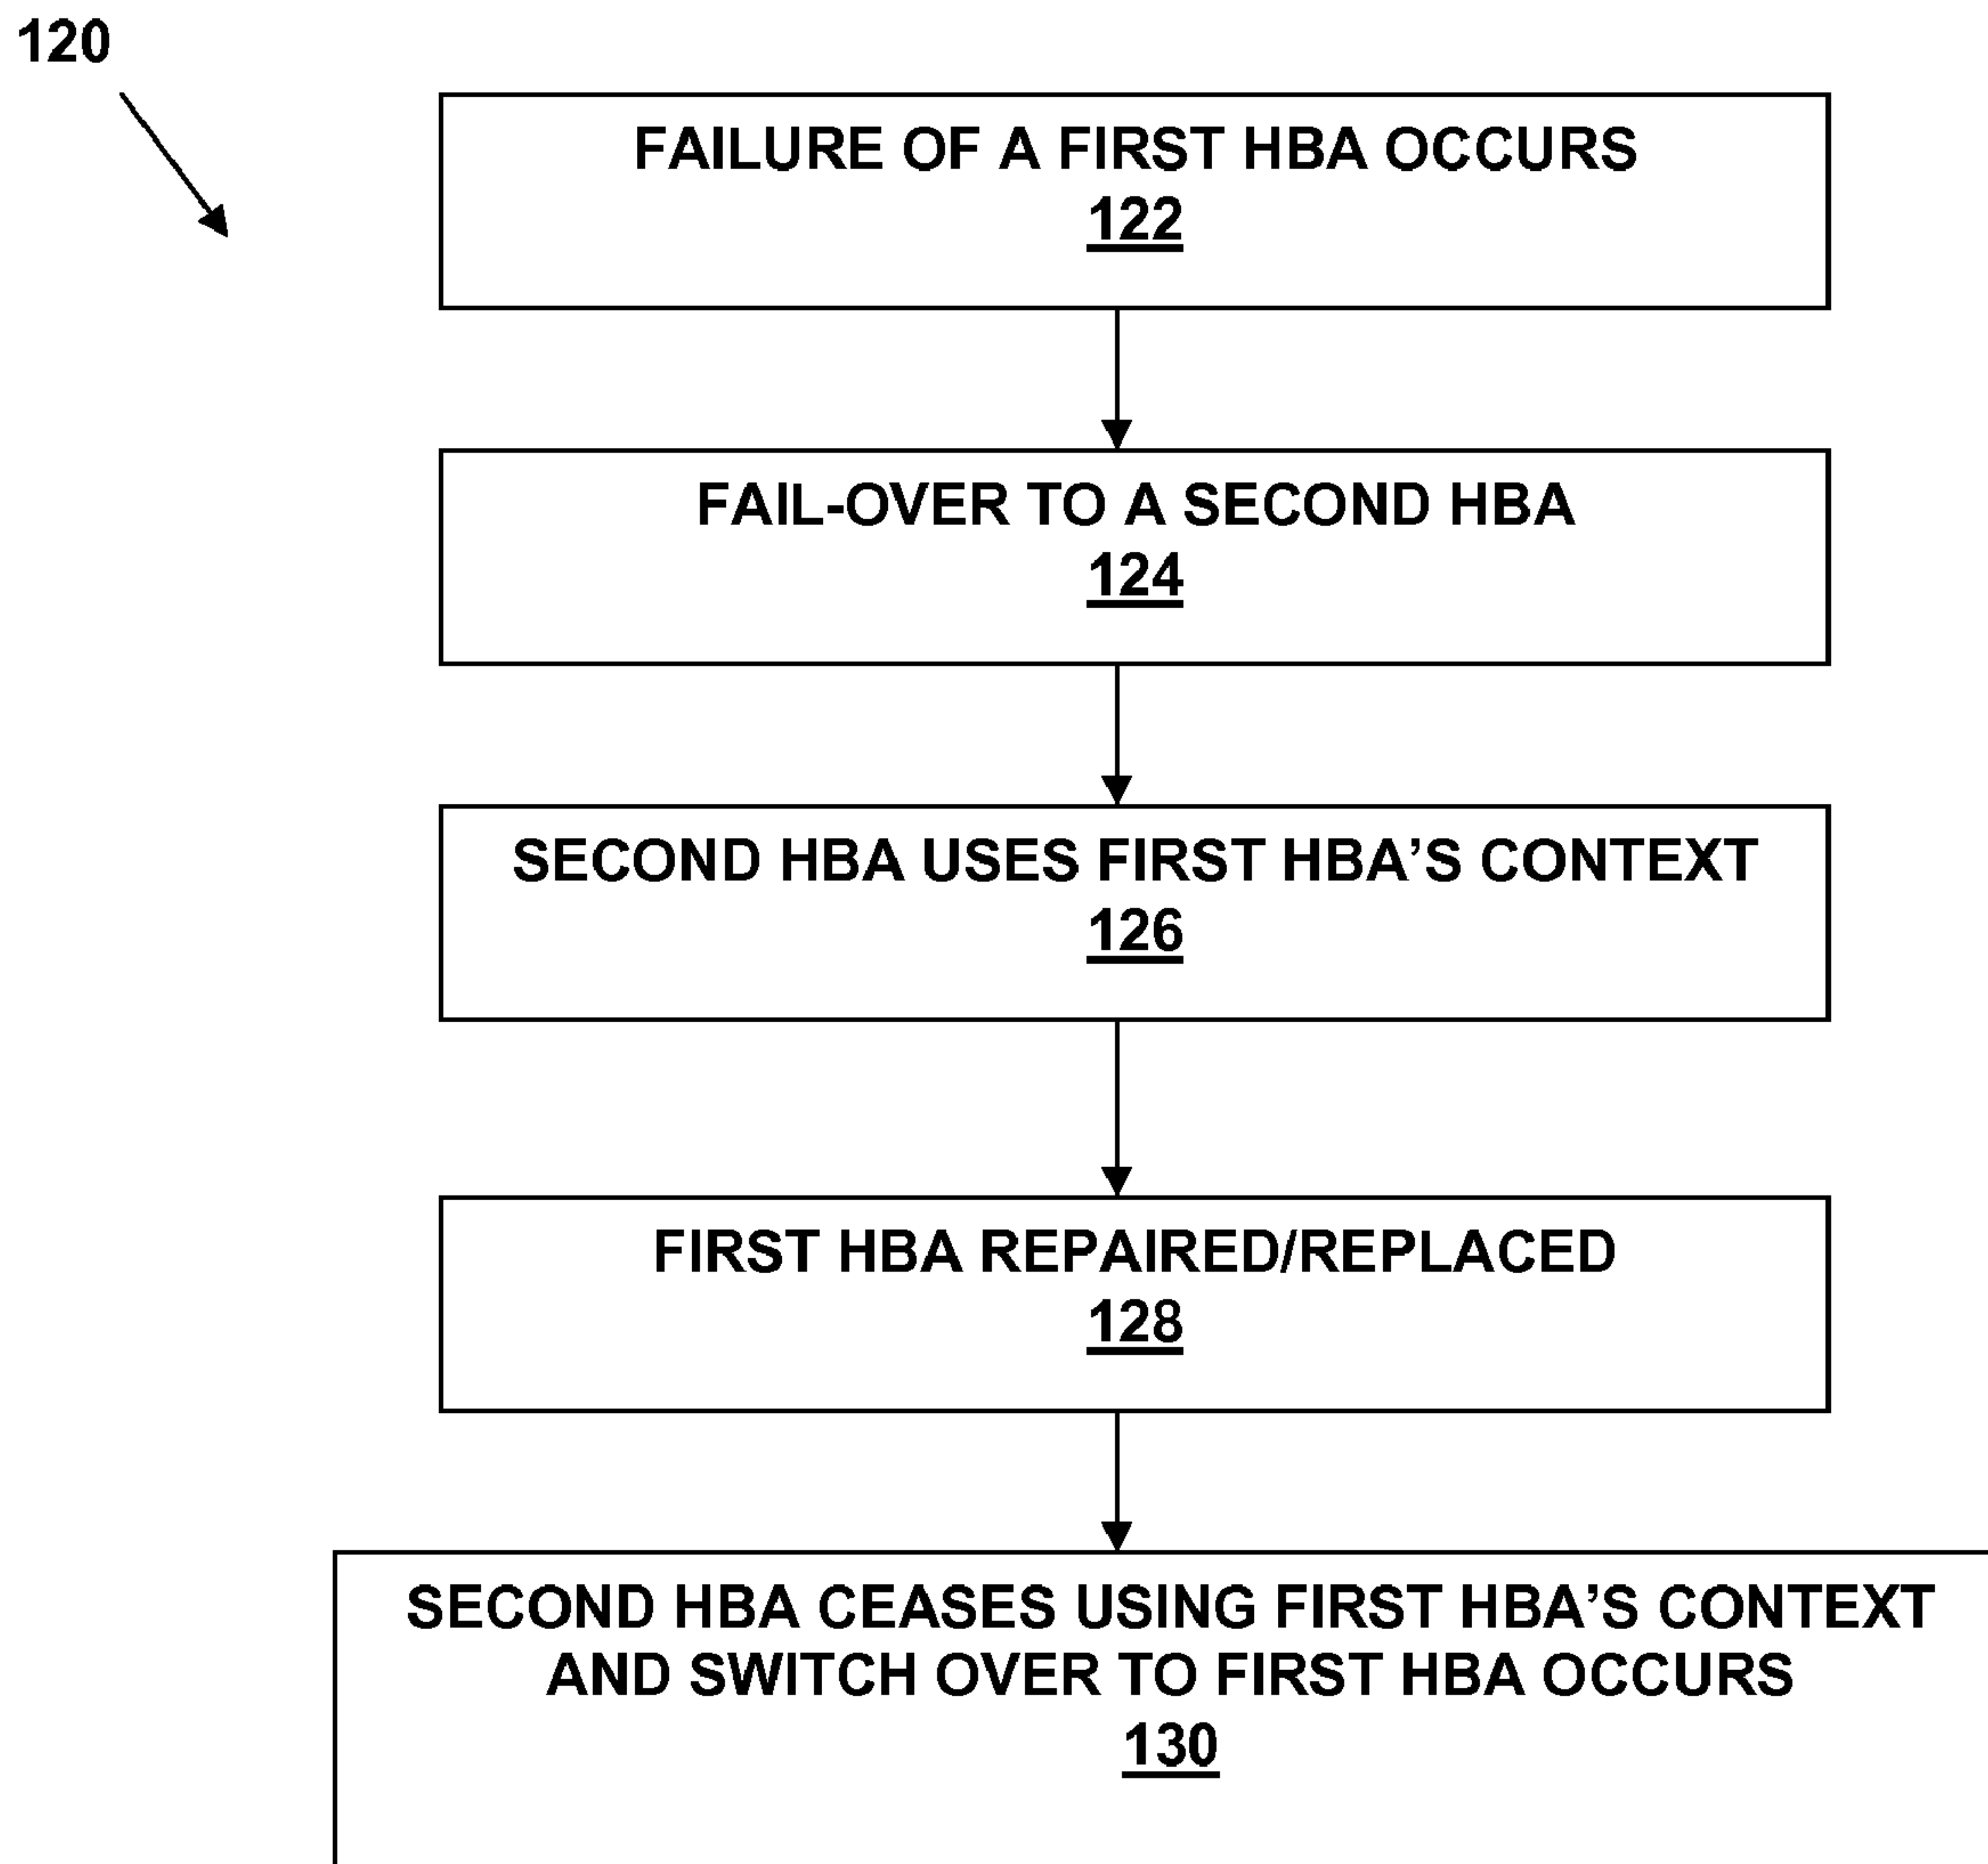 120
FAILURE OF A FIRST HBA OCCURS
122
FAIL-OVER TO A SECOND HBA
124
SECOND HBA USES FIRST HBA'S CONTEXT
126
FIRST HBA REPAIRED/REPLACED
128
SECOND HBA CEASES USING FIRST HBA'S CONTEXT
AND SWITCH OVER TO FIRST HBA OCCURS
130